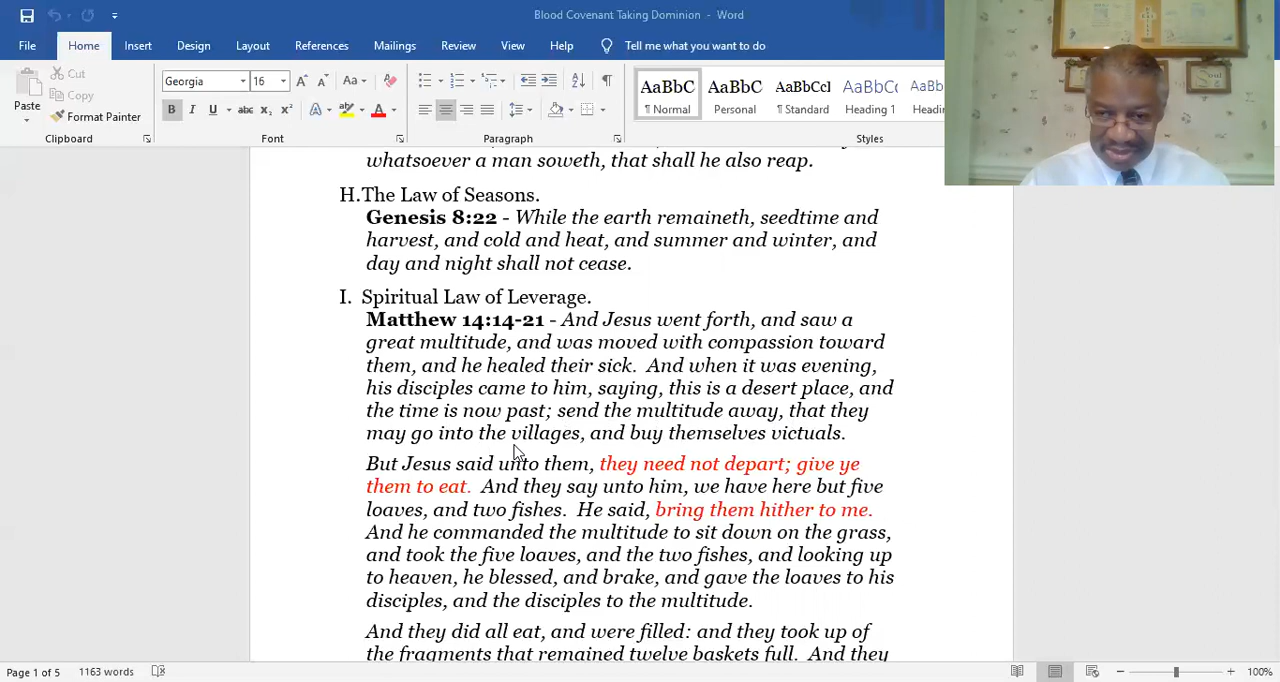 Blood Covenant Taking Dominion - Word
File Home Insert Design Layout References Mailings Review View Help Tell me what you want to do
Paste
Cut
Copy
Format Painter
Clipboard
Georgia 16
Font
Paragraph
AaBbC AaBbC AaBbCcI AaBbC AaBb
¶ Normal Personal ¶ Standard Heading 1 Headin
Styles
whatsoever a man soweth, that shall he also reap.
H.The Law of Seasons.
Genesis 8:22 - While the earth remaineth, seedtime and
harvest, and cold and heat, and summer and winter, and
day and night shall not cease.
I. Spiritual Law of Leverage.
Matthew 14:14-21 - And Jesus went forth, and saw a
great multitude, and was moved with compassion toward
them, and he healed their sick. And when it was evening,
his disciples came to him, saying, this is a desert place, and
the time is now past; send the multitude away, that they
may go into the villages, and buy themselves victuals.
But Jesus said unto them, they need not depart; give ye
them to eat. And they say unto him, we have here but five
loaves, and two fishes. He said, bring them hither to me.
And he commanded the multitude to sit down on the grass,
and took the five loaves, and the two fishes, and looking up
to heaven, he blessed, and brake, and gave the loaves to his
disciples, and the disciples to the multitude.
And they did all eat, and were filled: and they took up of
the fragments that remained twelve baskets full. And they
Page 1 of 5 1163 words 100%